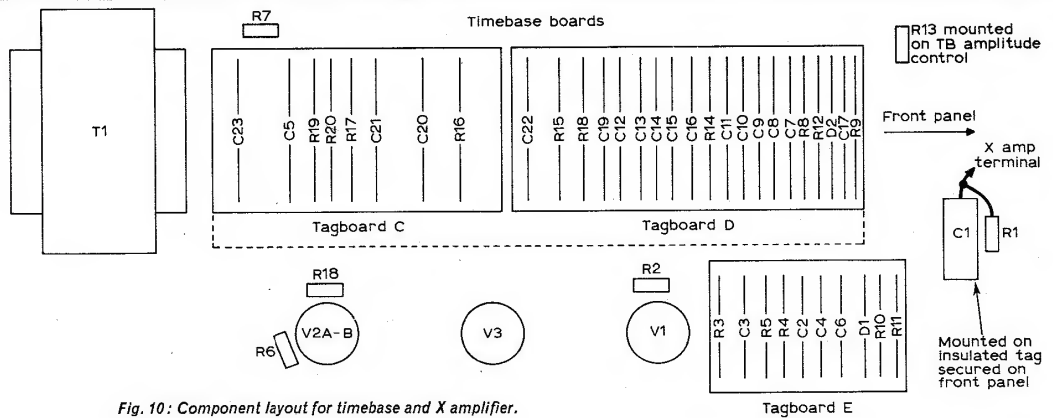 R7
Timebase boards
R13 mounted
on TB amplitude
control
T1
C23
C5
R19
R20
R17
C21
C20
R16
C22
R15
R18
C19
C12
C13
C14
C15
C16
R14
C11
C10
C9
C8
C7
R8
R12
D2
C17
R9
Front panel
X amp
terminal
Tagboard C
Tagboard D
C1
R1
R18
R2
V2A-B
V3
V1
R6
R3
C3
R5
R4
C2
C4
C6
D1
R10
R11
Mounted on
insulated tag
secured on
front panel
Fig. 10: Component layout for timebase and X amplifier.
Tagboard E